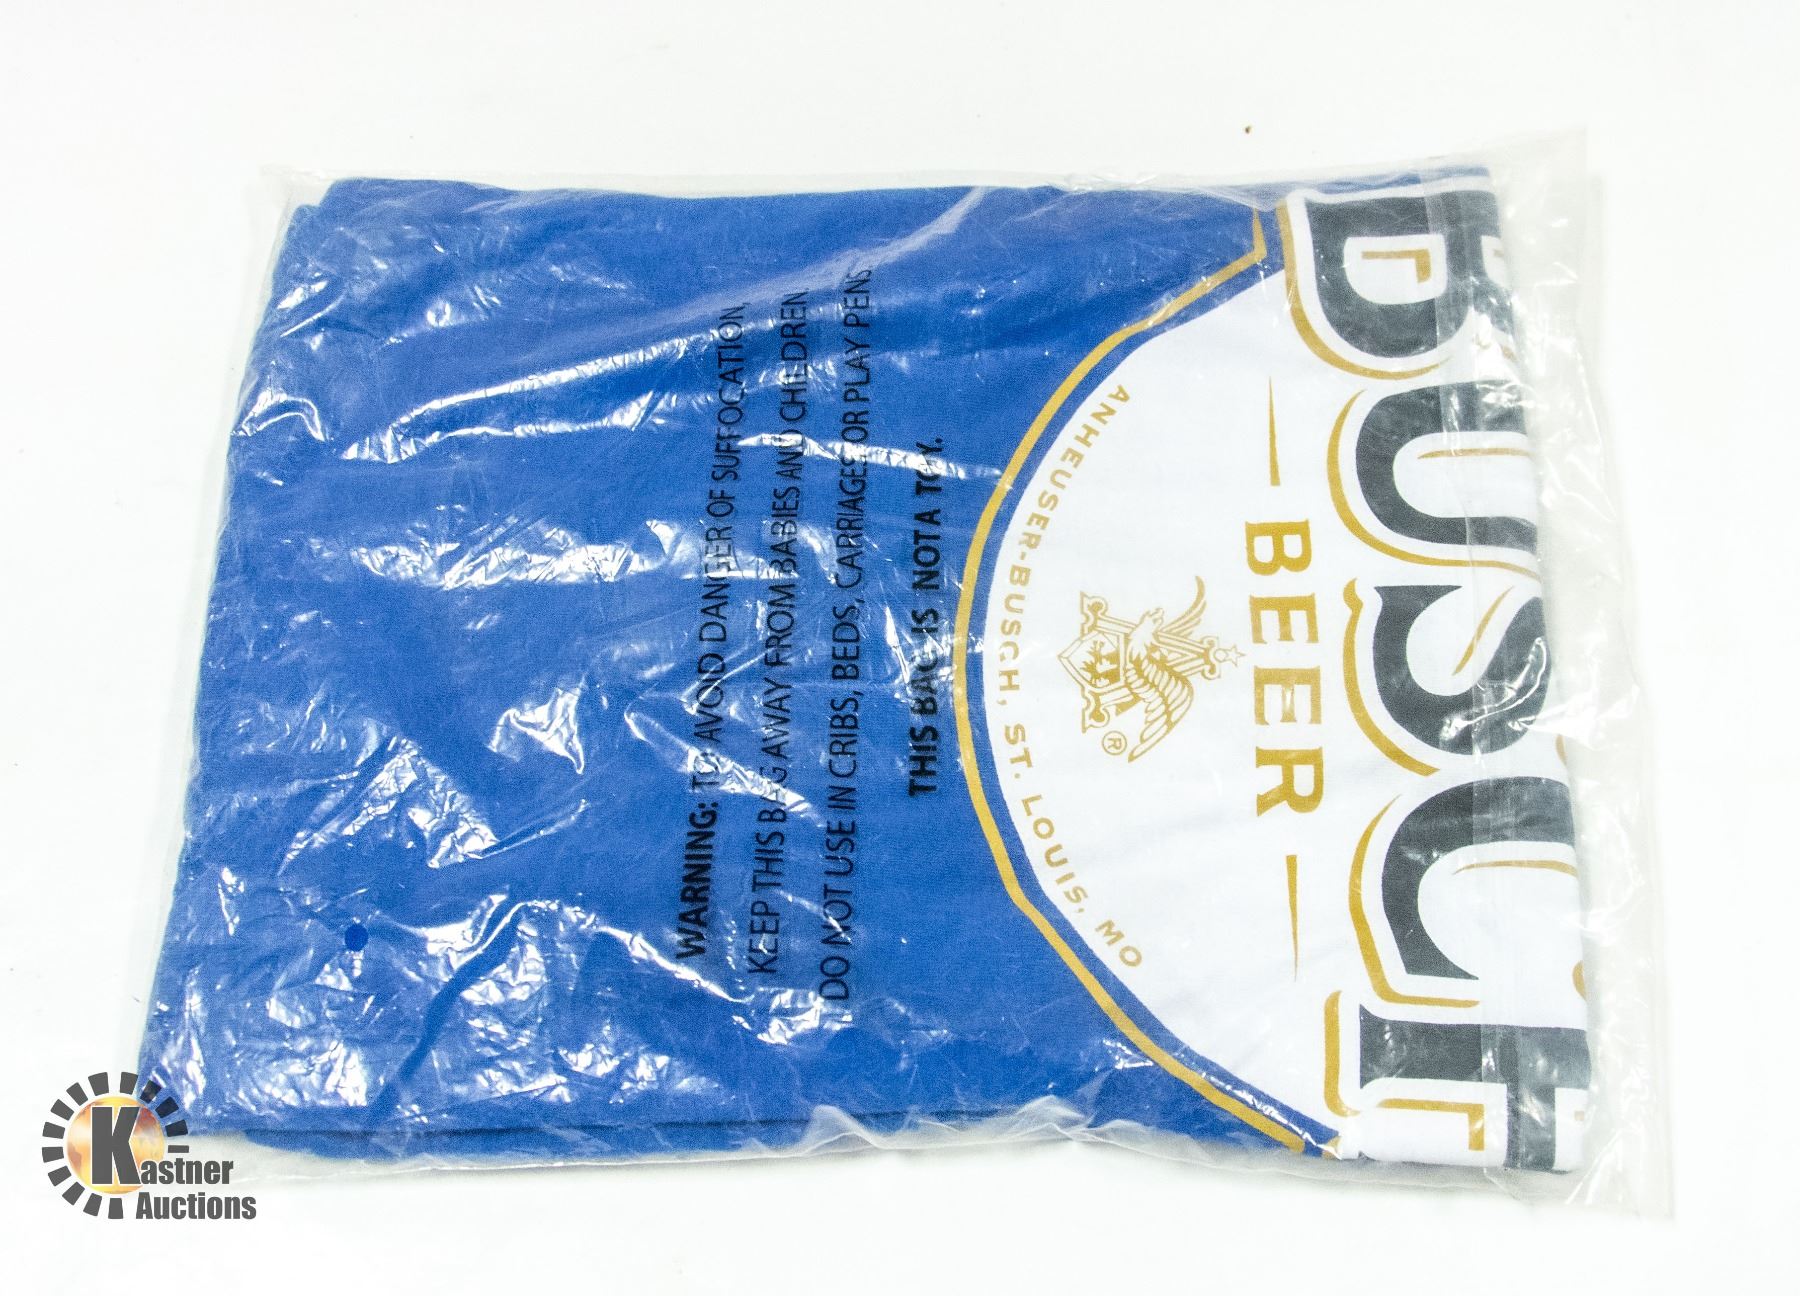 WARNING: TO AVOID DANGER OF SUFFOCATION,
KEEP THIS BAG AWAY FROM BABIES AND CHILDREN.
DO NOT USE IN CRIBS, BEDS, CARRIAGES OR PLAY PENS.
THIS BAG IS NOT A TOY.
BUSCH
BEER
ANHEUSER-BUSCH, ST. LOUIS, MO
®
Kastner
Auctions